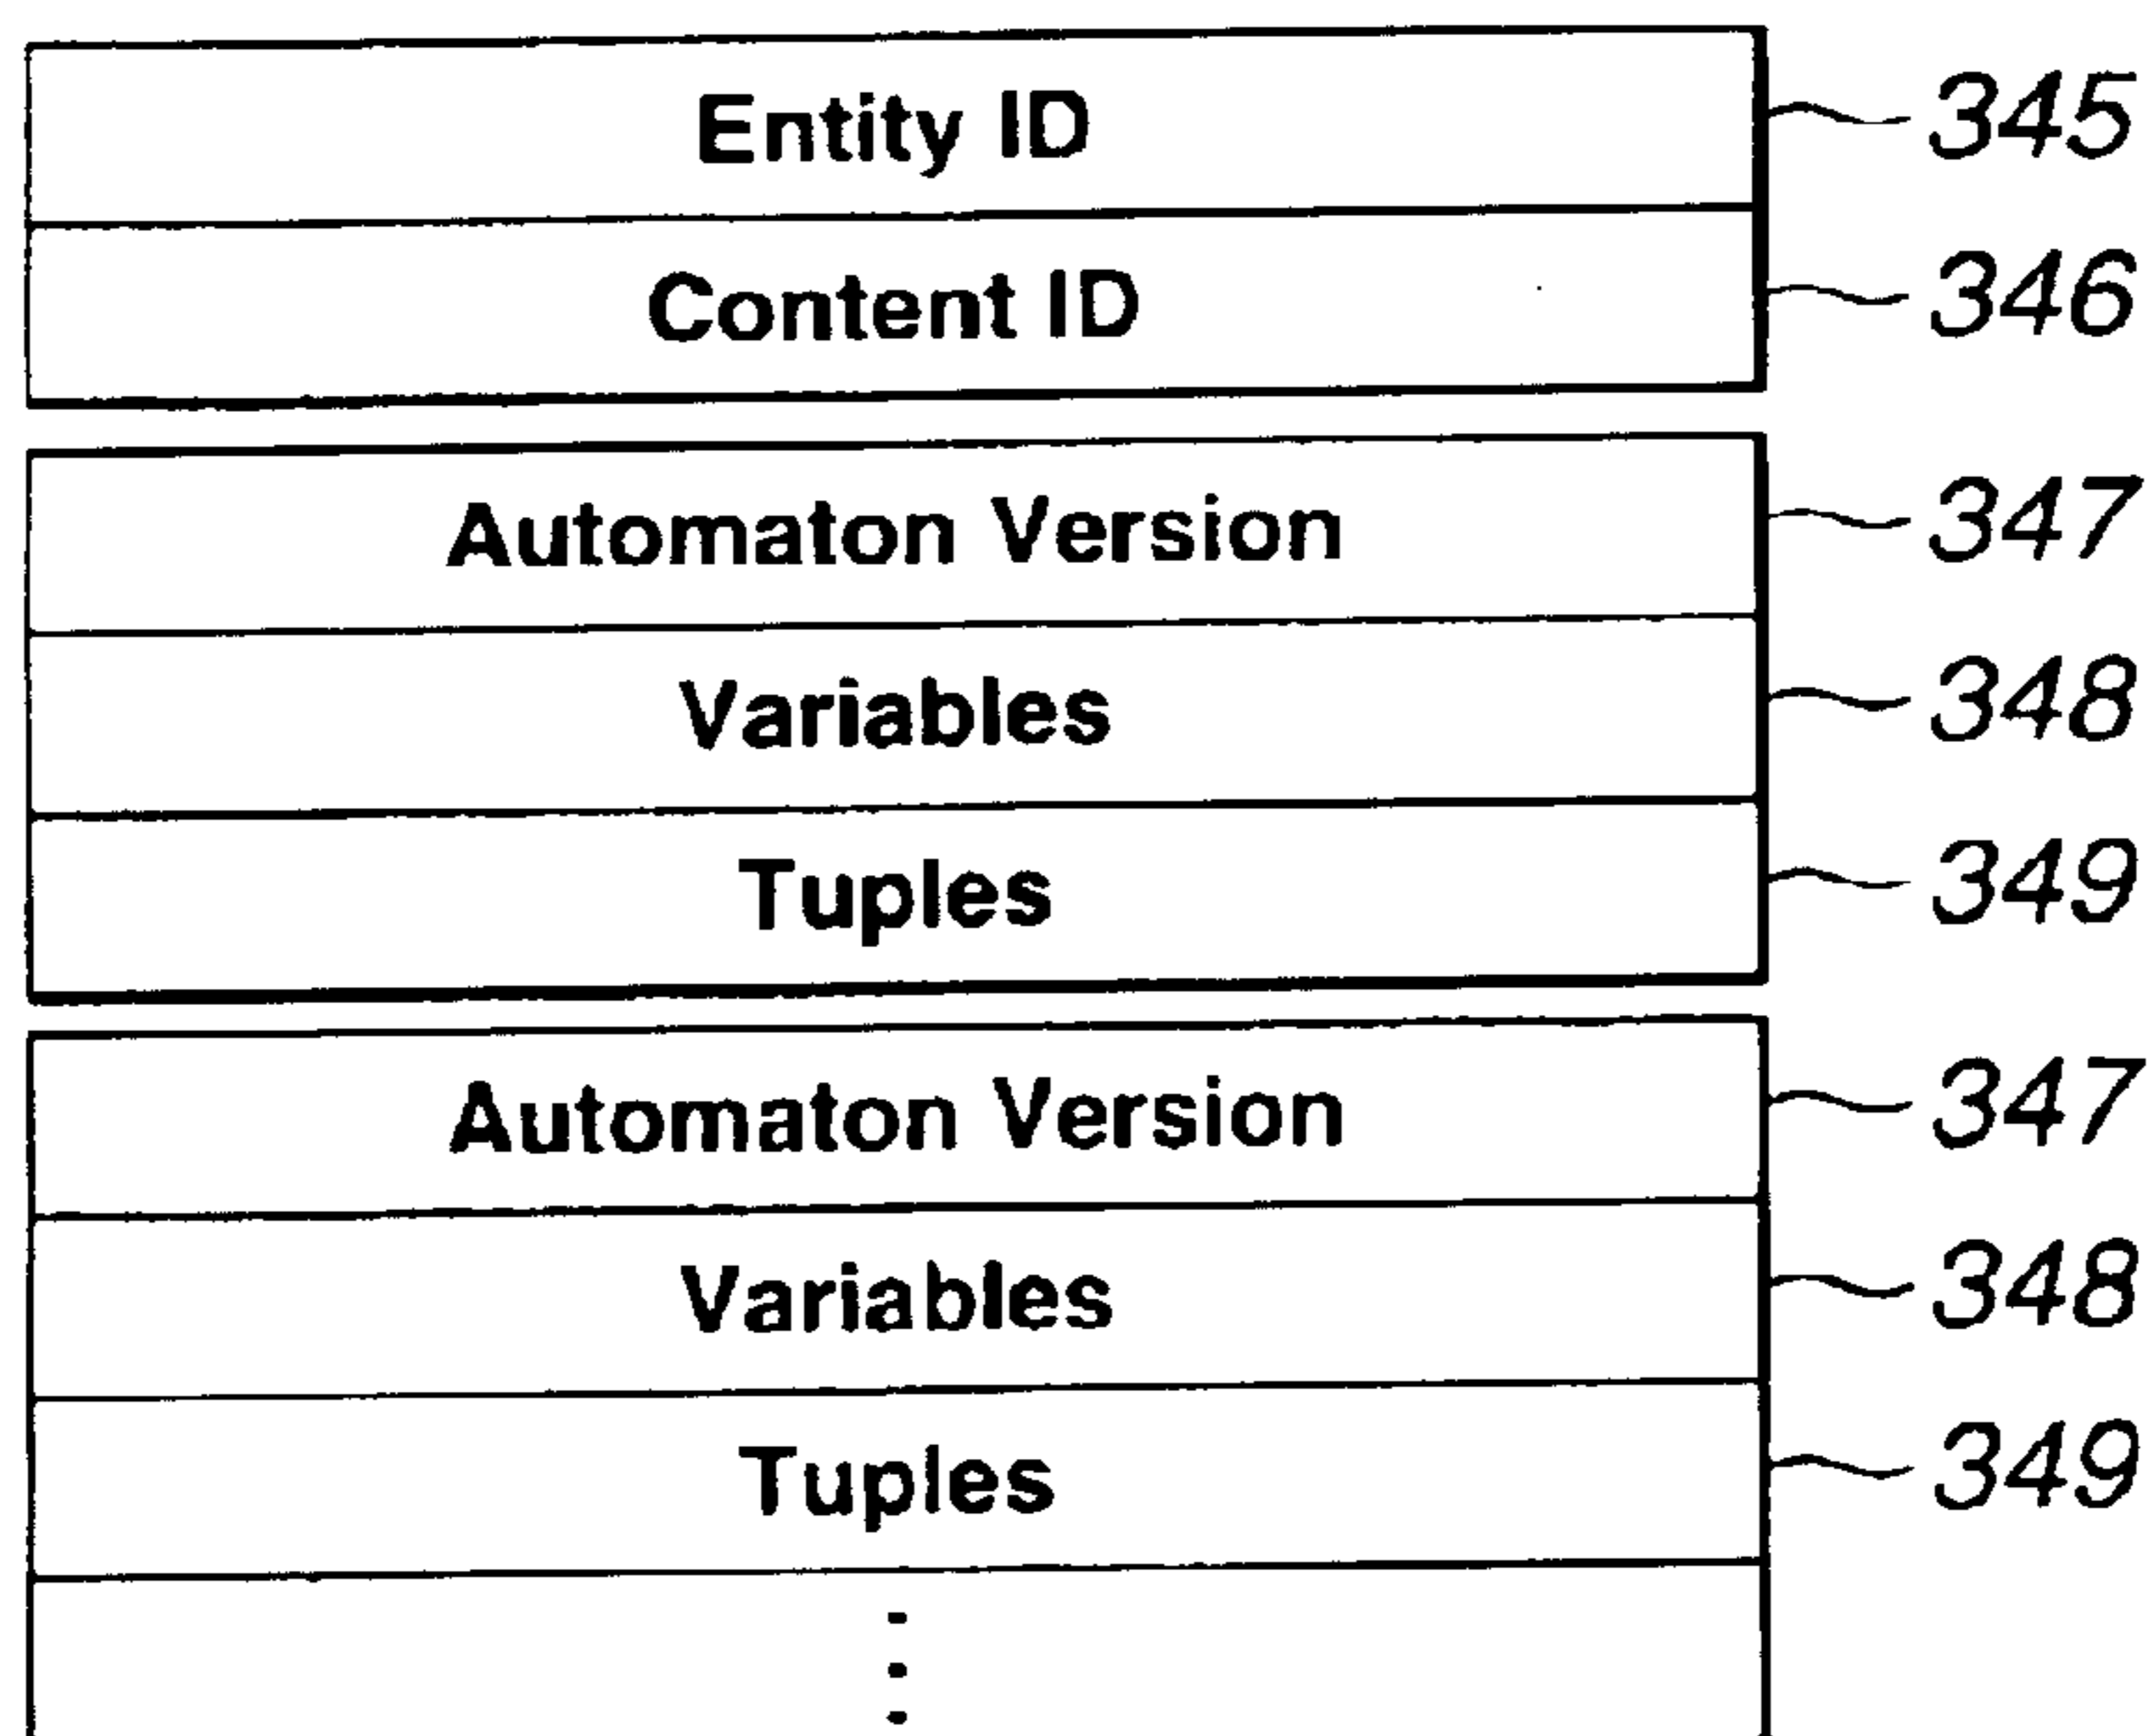 Entity ID 345
Content ID 346
Automaton Version 347
Variables 348
Tuples 349
Automaton Version 347
Variables 348
Tuples 349